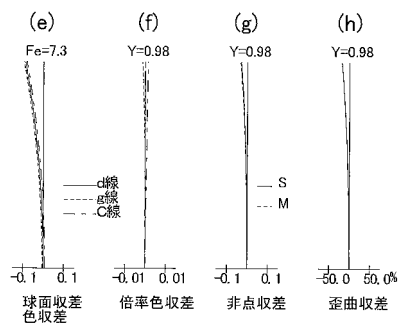 (e)
Fe=7.3
d線
g線
C線
-0.1 0.1
球面収差
色収差
(f)
Y=0.98
-0.01 0.01
倍率色収差
(g)
Y=0.98
S
M
-0.1 0.1
非点収差
(h)
Y=0.98
-50.0 50.0%
歪曲収差